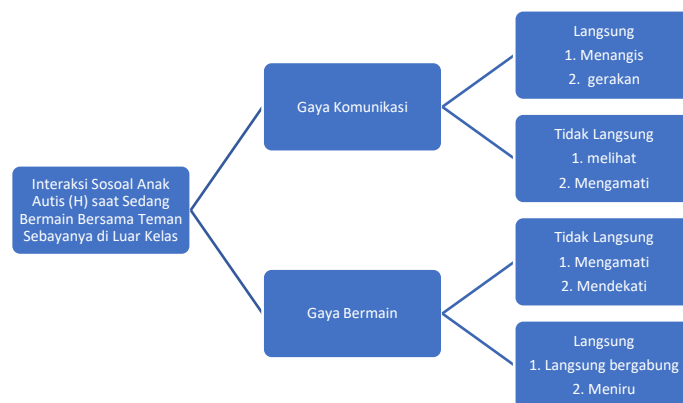 Interaksi Sosoal Anak
Autis (H) saat Sedang
Bermain Bersama Teman
Sebayanya di Luar Kelas
Gaya Komunikasi
Langsung
1. Menangis
2. gerakan
Tidak Langsung
1. melihat
2. Mengamati
Gaya Bermain
Tidak Langsung
1. Mengamati
2. Mendekati
Langsung
1. Langsung bergabung
2. Meniru